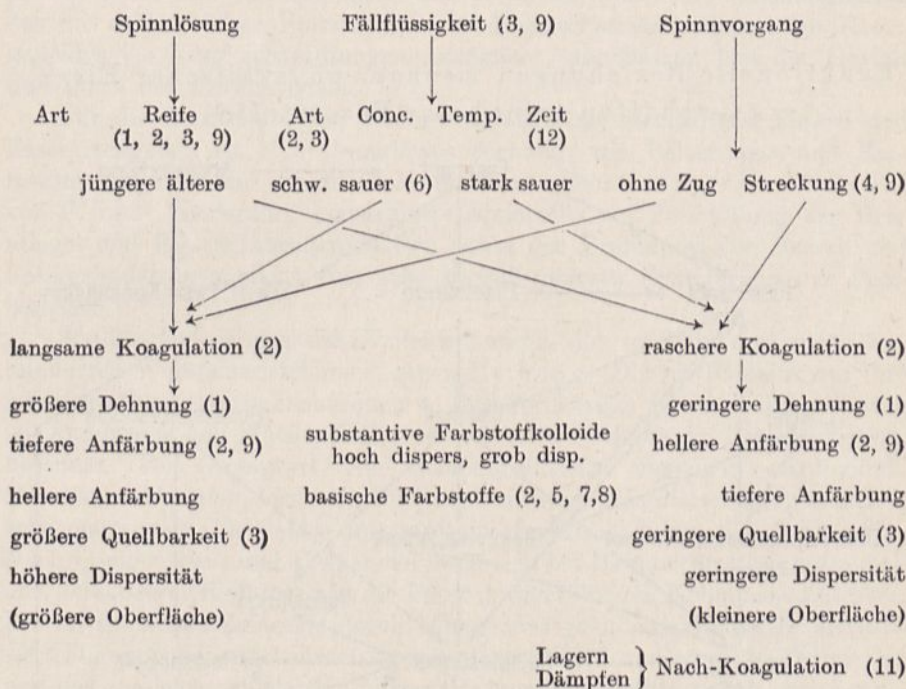 Spinnlösung Fällflüssigkeit (3, 9) Spinnvorgang
Art Reife Art Conc. Temp. Zeit
(1, 2, 3, 9) (2, 3) (12)
jüngere ältere schw. sauer (6) stark sauer ohne Zug Streckung (4, 9)
langsame Koagulation (2) raschere Koagulation (2)
größere Dehnung (1) geringere Dehnung (1)
tiefere Anfärbung (2, 9) substantive Farbstoffkolloide hellere Anfärbung (2, 9)
hoch dispers, grob disp.
hellere Anfärbung basische Farbstoffe (2, 5, 7,8) tiefere Anfärbung
größere Quellbarkeit (3) geringere Quellbarkeit (3)
höhere Dispersität geringere Dispersität
(größere Oberfläche) (kleinere Oberfläche)
Lagern
Dämpfen } Nach-Koagulation (11)